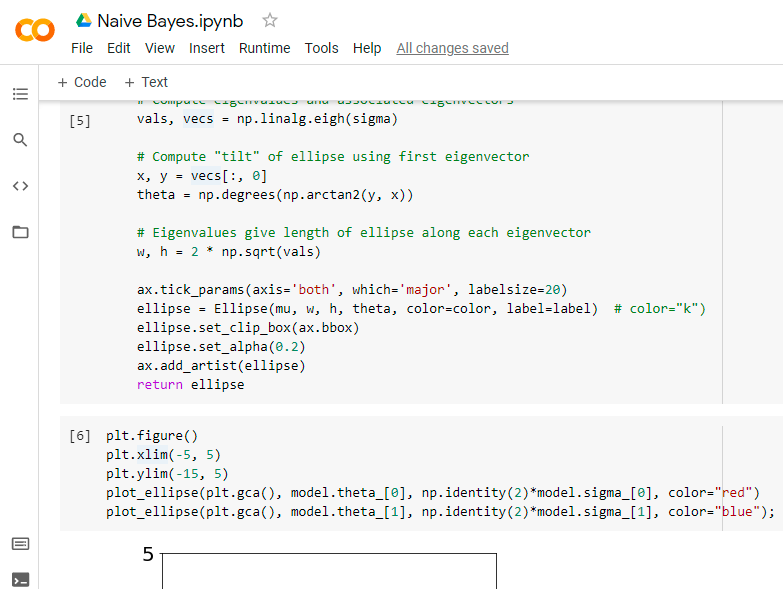 Naive Bayes.ipynb
File Edit View Insert Runtime Tools Help All changes saved
+ Code + Text
# Compute eigenvalues and associated eigenvectors
[5] vals, vecs = np.linalg.eigh(sigma)
# Compute "tilt" of ellipse using first eigenvector
x, y = vecs[:, 0]
theta = np.degrees(np.arctan2(y, x))
# Eigenvalues give length of ellipse along each eigenvector
w, h = 2 * np.sqrt(vals)
ax.tick_params(axis='both', which='major', labelsize=20)
ellipse = Ellipse(mu, w, h, theta, color=color, label=label)  # color="k")
ellipse.set_clip_box(ax.bbox)
ellipse.set_alpha(0.2)
ax.add_artist(ellipse)
return ellipse
[6] plt.figure()
plt.xlim(-5, 5)
plt.ylim(-15, 5)
plot_ellipse(plt.gca(), model.theta_[0], np.identity(2)*model.sigma_[0], color="red")
plot_ellipse(plt.gca(), model.theta_[1], np.identity(2)*model.sigma_[1], color="blue");
5